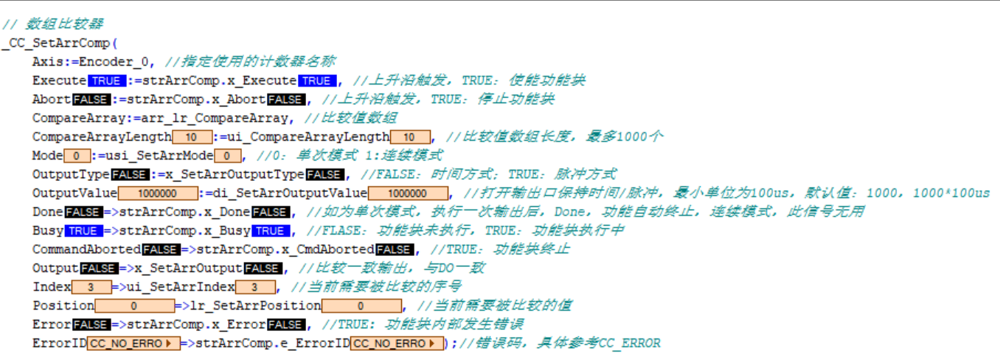 // 数组比较器
_CC_SetArrComp(
Axis:=Encoder_0, //指定使用的计数器名称
Execute TRUE :=strArrComp.x_Execute TRUE , //上升沿触发, TRUE: 使能功能块
Abort FALSE :=strArrComp.x_Abort FALSE , //上升沿触发, TRUE: 停止功能块
CompareArray:=arr_lr_CompareArray, //比较值数组
CompareArrayLength 10 :=ui_CompareArrayLength 10 , //比较值数组长度, 最多1000个
Mode 0 :=usi_SetArrMode 0 , //0: 单次模式 1:连续模式
OutputType FALSE :=x_SetArrOutputType FALSE , //FALSE: 时间方式; TRUE: 脉冲方式
OutputValue 1000000 :=di_SetArrOutputValue 1000000 , //打开输出口保持时间/脉冲, 最小单位为100us, 默认值: 1000, 1000*100us
Done FALSE =>strArrComp.x_Done FALSE , //如为单次模式, 执行一次输出后, Done, 功能自动终止, 连续模式, 此信号无用
Busy TRUE =>strArrComp.x_Busy TRUE , //FLASE: 功能块未执行, TRUE: 功能块执行中
CommandAborted FALSE =>strArrComp.x_CmdAborted FALSE , //TRUE: 功能块终止
Output FALSE =>x_SetArrOutput FALSE , //比较一致输出, 与DO一致
Index 3 =>ui_SetArrIndex 3 , //当前需要被比较的序号
Position 0 =>lr_SetArrPosition 0 , //当前需要被比较的值
Error FALSE =>strArrComp.x_Error FALSE , //TRUE: 功能块内部发生错误
ErrorID CC_NO_ERRO =>strArrComp.e_ErrorID CC_NO_ERRO );//错误码, 具体参考CC_ERROR